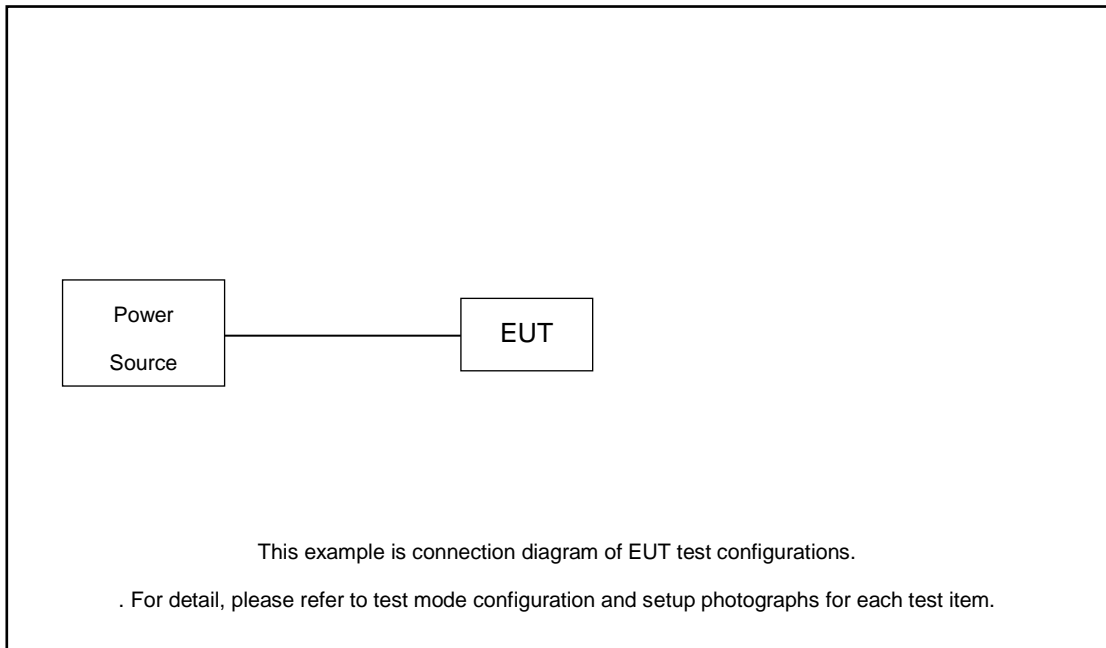 Power
Source
EUT
This example is connection diagram of EUT test configurations.
. For detail, please refer to test mode configuration and setup photographs for each test item.